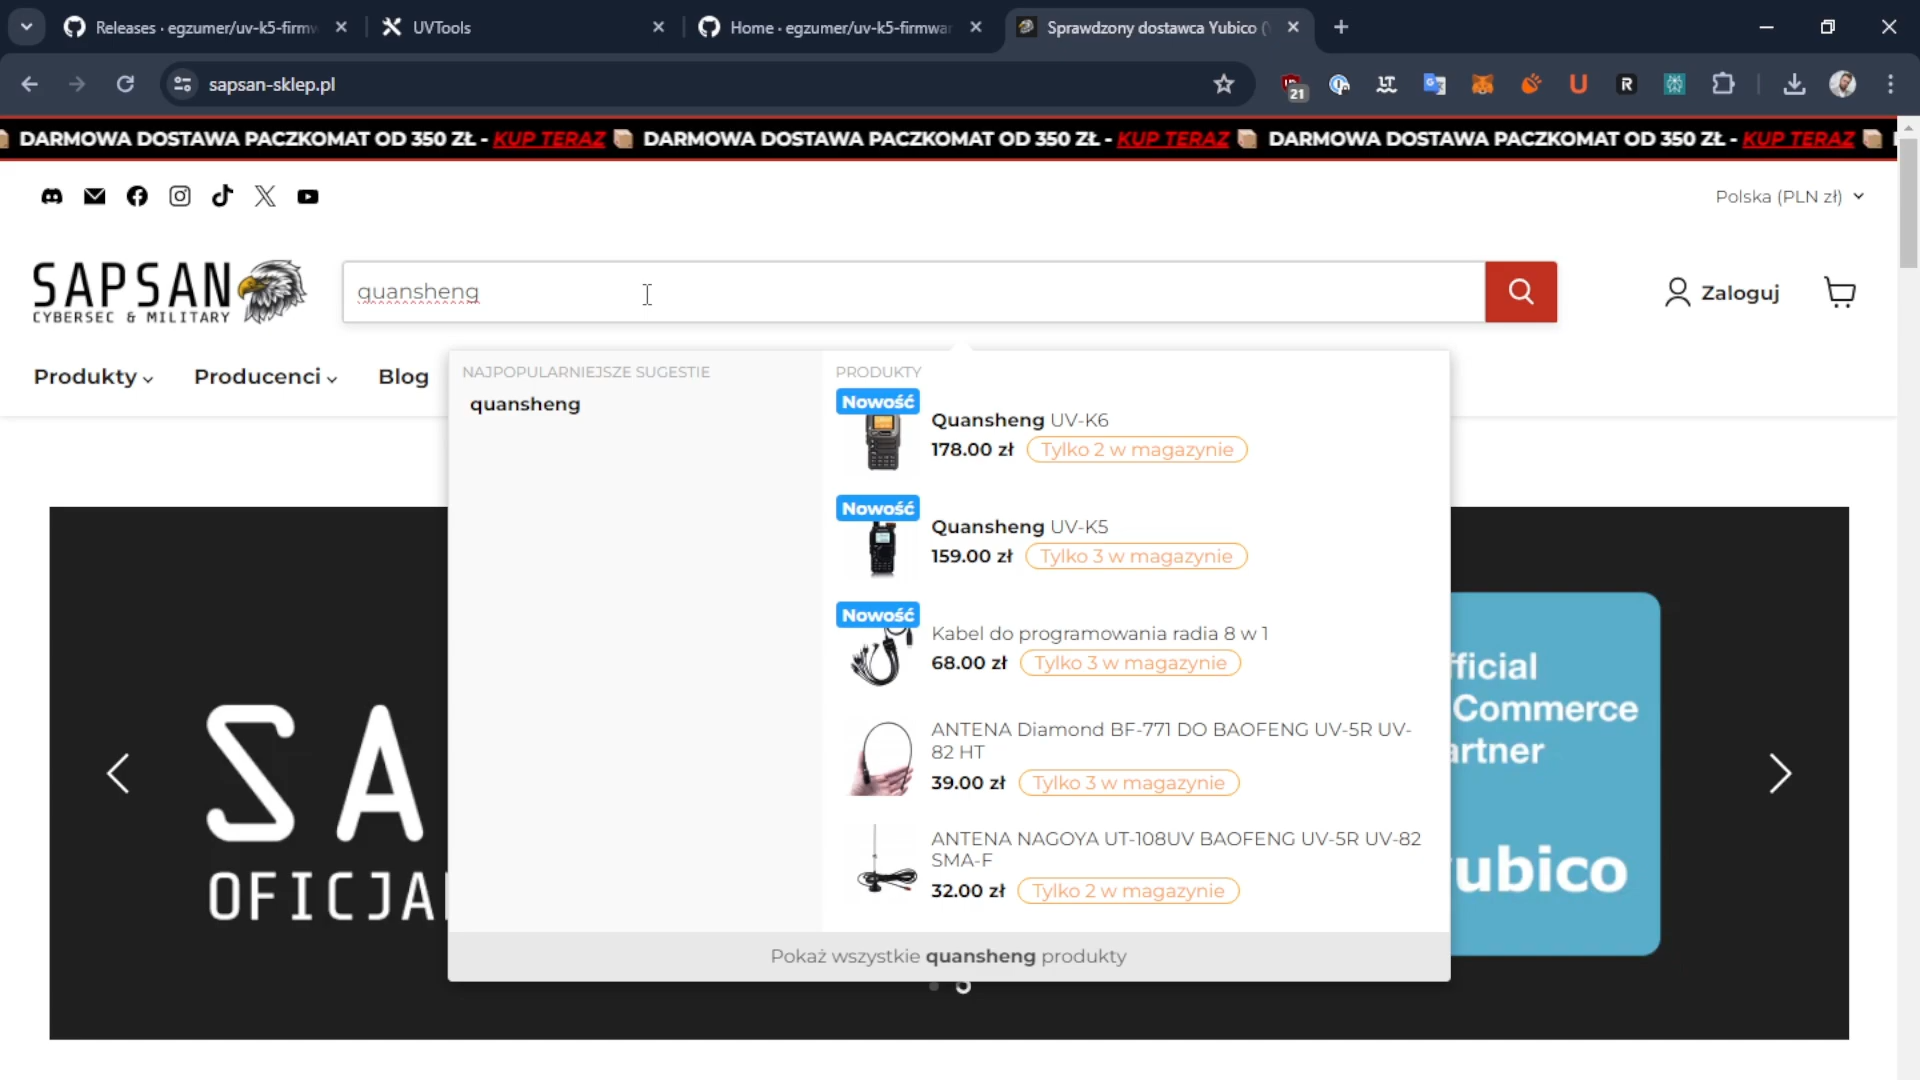 Releases · egzumer/uv-k5-firmw
UVTools
Home · egzumer/uv-k5-firmwar
Sprawdzony dostawca Yubico (
sapsan-sklep.pl
21
DARMOWA DOSTAWA PACZKOMAT OD 350 ZŁ - KUP TERAZ DARMOWA DOSTAWA PACZKOMAT OD 350 ZŁ - KUP TERAZ DARMOWA DOSTAWA PACZKOMAT OD 350 ZŁ - KUP TERAZ
Polska (PLN zł)
SAPSAN
CYBERSEC & MILITARY
quansheng
Zaloguj
Produkty
Producenci
Blog
NAJPOPULARNIEJSZE SUGESTIE
quansheng
PRODUKTY
Nowość
Quansheng UV-K6
178.00 zł Tylko 2 w magazynie
Nowość
Quansheng UV-K5
159.00 zł Tylko 3 w magazynie
Nowość
Kabel do programowania radia 8 w 1
68.00 zł Tylko 3 w magazynie
ANTENA Diamond BF-771 DO BAOFENG UV-5R UV-
82 HT
39.00 zł Tylko 3 w magazynie
ANTENA NAGOYA UT-108UV BAOFENG UV-5R UV-82
SMA-F
32.00 zł Tylko 2 w magazynie
Pokaż wszystkie quansheng produkty
SA
OFICJA
fficial
Commerce
artner
ubico